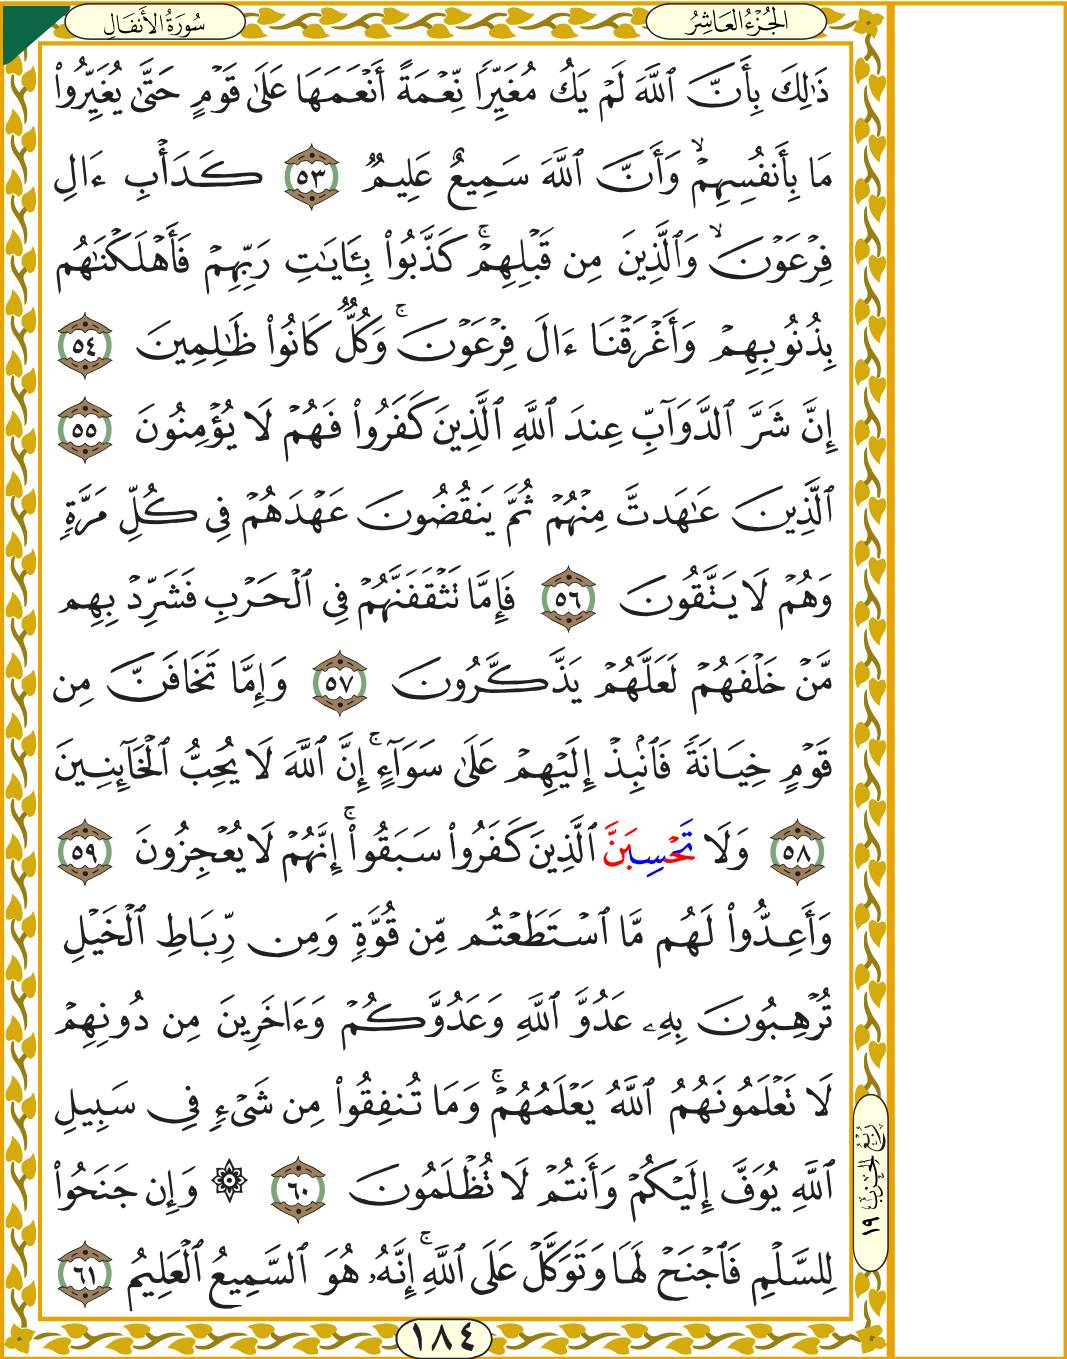 الجُزْءُ العَاشِرُ
سُورَةُ الأَنفَال
ذَٰلِكَ بِأَنَّ ٱللَّهَ لَمْ يَكُ مُغَيِّرًا نِّعْمَةً أَنْعَمَهَا عَلَىٰ قَوْمٍ حَتَّىٰ يُغَيِّرُوا۟
مَا بِأَنفُسِهِمْ ۙ وَأَنَّ ٱللَّهَ سَمِيعٌ عَلِيمٌ ٥٣ كَدَأْبِ ءَالِ
فِرْعَوْنَ ۙ وَٱلَّذِينَ مِن قَبْلِهِمْ ۚ كَذَّبُوا۟ بِـَٔايَـٰتِ رَبِّهِمْ فَأَهْلَكْنَـٰهُم
بِذُنُوبِهِمْ وَأَغْرَقْنَا ءَالَ فِرْعَوْنَ ۚ وَكُلٌّ كَانُوا۟ ظَـٰلِمِينَ ٥٤
إِنَّ شَرَّ ٱلدَّوَآبِّ عِندَ ٱللَّهِ ٱلَّذِينَ كَفَرُوا۟ فَهُمْ لَا يُؤْمِنُونَ ٥٥
ٱلَّذِينَ عَـٰهَدتَّ مِنْهُمْ ثُمَّ يَنقُضُونَ عَهْدَهُمْ فِى كُلِّ مَرَّةٍ
وَهُمْ لَا يَتَّقُونَ ٥٦ فَإِمَّا تَثْقَفَنَّهُمْ فِى ٱلْحَرْبِ فَشَرِّدْ بِهِم
مَّنْ خَلْفَهُمْ لَعَلَّهُمْ يَذَّكَّرُونَ ٥٧ وَإِمَّا تَخَافَنَّ مِن
قَوْمٍ خِيَانَةً فَٱنۢبِذْ إِلَيْهِمْ عَلَىٰ سَوَآءٍ ۚ إِنَّ ٱللَّهَ لَا يُحِبُّ ٱلْخَآئِنِينَ
٥٨ وَلَا تَحْسِبَنَّ ٱلَّذِينَ كَفَرُوا۟ سَبَقُوٓا۟ ۚ إِنَّهُمْ لَا يُعْجِزُونَ ٥٩
وَأَعِدُّوا۟ لَهُم مَّا ٱسْتَطَعْتُم مِّن قُوَّةٍ وَمِن رِّبَاطِ ٱلْخَيْلِ
تُرْهِبُونَ بِهِۦ عَدُوَّ ٱللَّهِ وَعَدُوَّكُمْ وَءَاخَرِينَ مِن دُونِهِمْ
لَا تَعْلَمُونَهُمُ ٱللَّهُ يَعْلَمُهُمْ ۚ وَمَا تُنفِقُوا۟ مِن شَىْءٍ فِى سَبِيلِ
ٱللَّهِ يُوَفَّ إِلَيْكُمْ وَأَنتُمْ لَا تُظْلَمُونَ ٦٠ ۞ وَإِن جَنَحُوا۟
لِلسَّلْمِ فَٱجْنَحْ لَهَا وَتَوَكَّلْ عَلَى ٱللَّهِ ۚ إِنَّهُۥ هُوَ ٱلسَّمِيعُ ٱلْعَلِيمُ ٦١
رُبْعُ الحِزْب ١٩
١٨٤